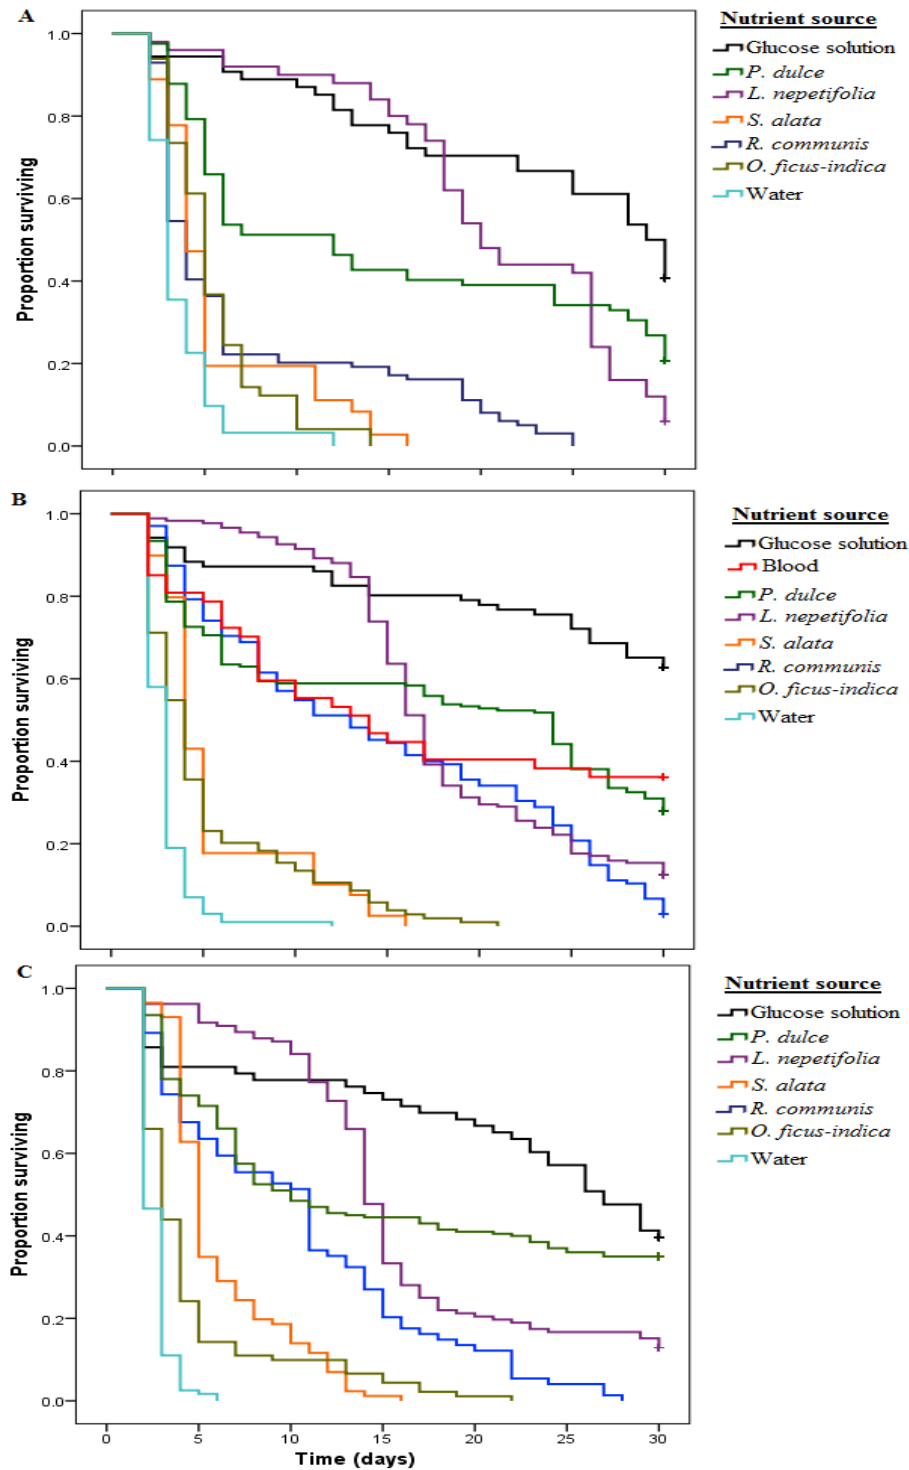 A
Nutrient source
Glucose solution
P. dulce
L. nepetifolia
S. alata
R. communis
O. ficus-indica
Water
Proportion surviving
1.0
0.8
0.6
0.4
0.2
0.0
B
Nutrient source
Glucose solution
Blood
P. dulce
L. nepetifolia
S. alata
R. communis
O. ficus-indica
Water
Proportion surviving
1.0
0.8
0.6
0.4
0.2
0.0
C
Nutrient source
Glucose solution
P. dulce
L. nepetifolia
S. alata
R. communis
O. ficus-indica
Water
Proportion surviving
1.0
0.8
0.6
0.4
0.2
0.0
0 5 10 15 20 25 30
Time (days)